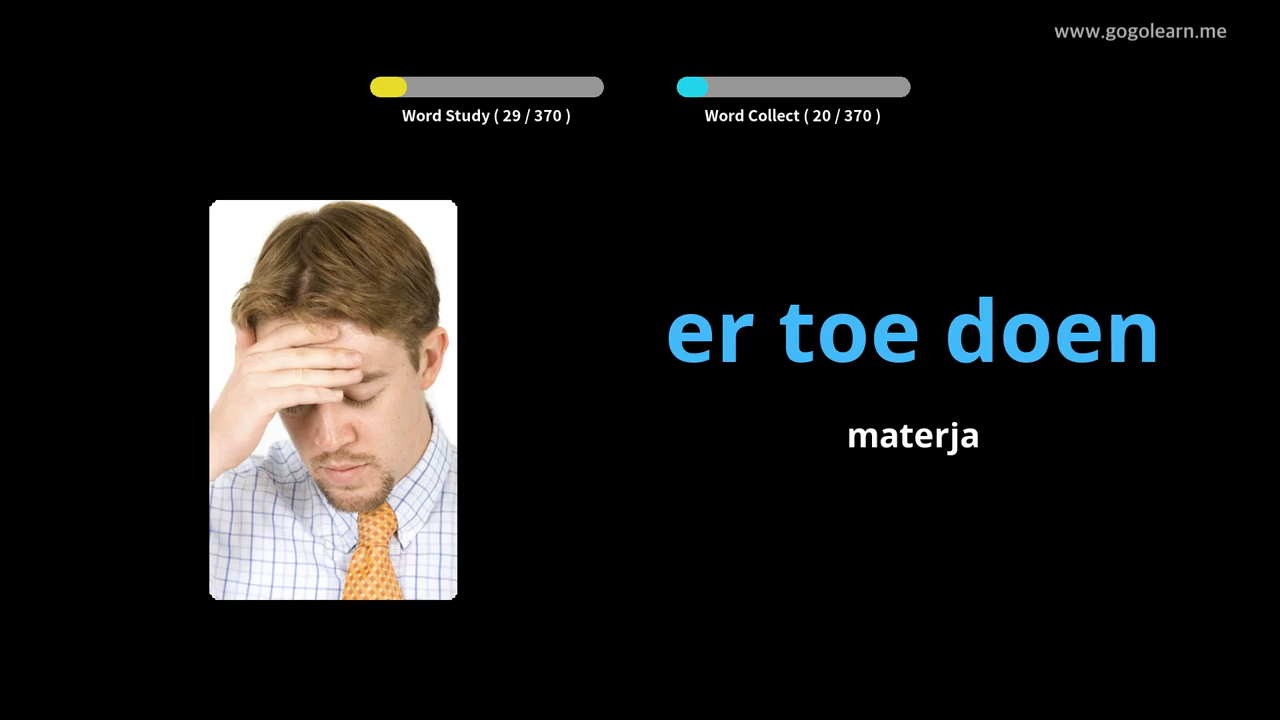 www.gogolearn.me
Word Study ( 29 / 370 )
Word Collect ( 20 / 370 )
er toe doen
materja